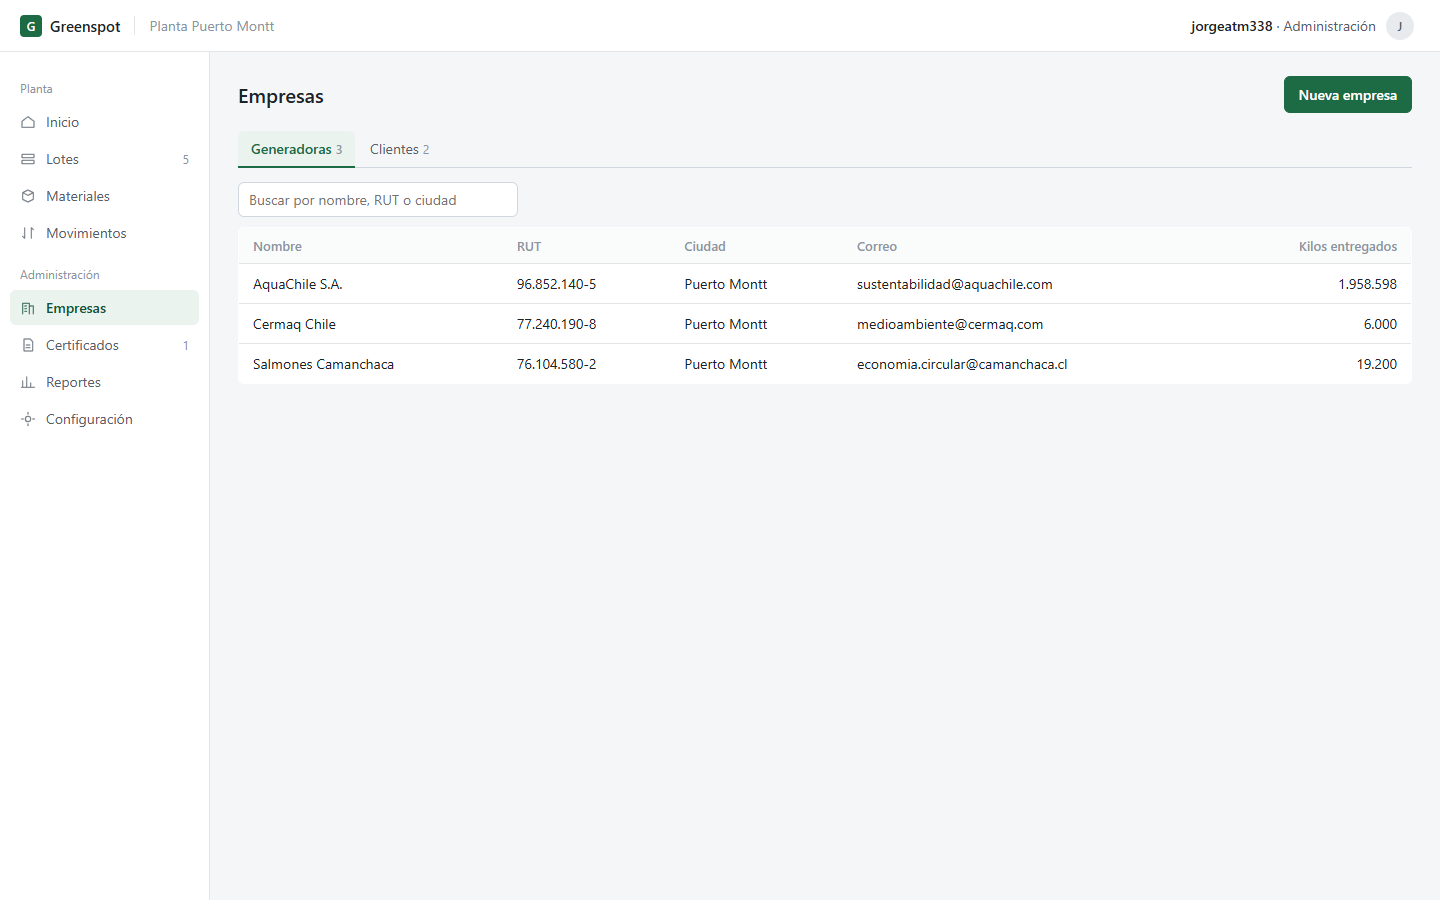 G Greenspot Planta Puerto Montt jorgeatm338 · Administración J
Planta
Inicio
Lotes 5
Materiales
Movimientos
Administración
Empresas
Certificados 1
Reportes
Configuración
Empresas Nueva empresa
Generadoras 3 Clientes 2
Buscar por nombre, RUT o ciudad
Nombre RUT Ciudad Correo Kilos entregados
AquaChile S.A. 96.852.140-5 Puerto Montt sustentabilidad@aquachile.com 1.958.598
Cermaq Chile 77.240.190-8 Puerto Montt medioambiente@cermaq.com 6.000
Salmones Camanchaca 76.104.580-2 Puerto Montt economia.circular@camanchaca.cl 19.200